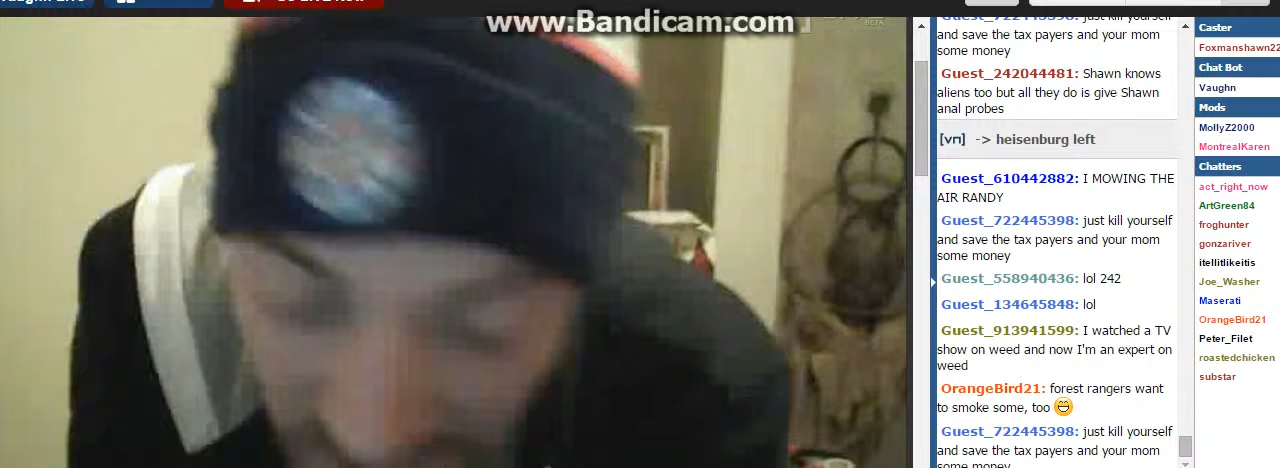 Vaughn Live
www.Bandicam.com
BETA
and save the tax payers and your mom
some money
Guest_242044481: Shawn knows
aliens too but all they do is give Shawn
anal probes
-> heisenburg left
Guest_610442882: I MOWING THE
AIR RANDY
Guest_722445398: just kill yourself
and save the tax payers and your mom
some money
Guest_558940436: lol 242
Guest_134645848: lol
Guest_913941599: I watched a TV
show on weed and now I'm an expert on
weed
OrangeBird21: forest rangers want
to smoke some, too
Guest_722445398: just kill yourself
and save the tax payers and your mom
some money
Caster
Foxmanshawn22
Chat Bot
Vaughn
Mods
MollyZ2000
MontrealKaren
Chatters
act_right_now
ArtGreen84
froghunter
gonzariver
itellitlikeitis
Joe_Washer
Maserati
OrangeBird21
Peter_Filet
roastedchicken
substar